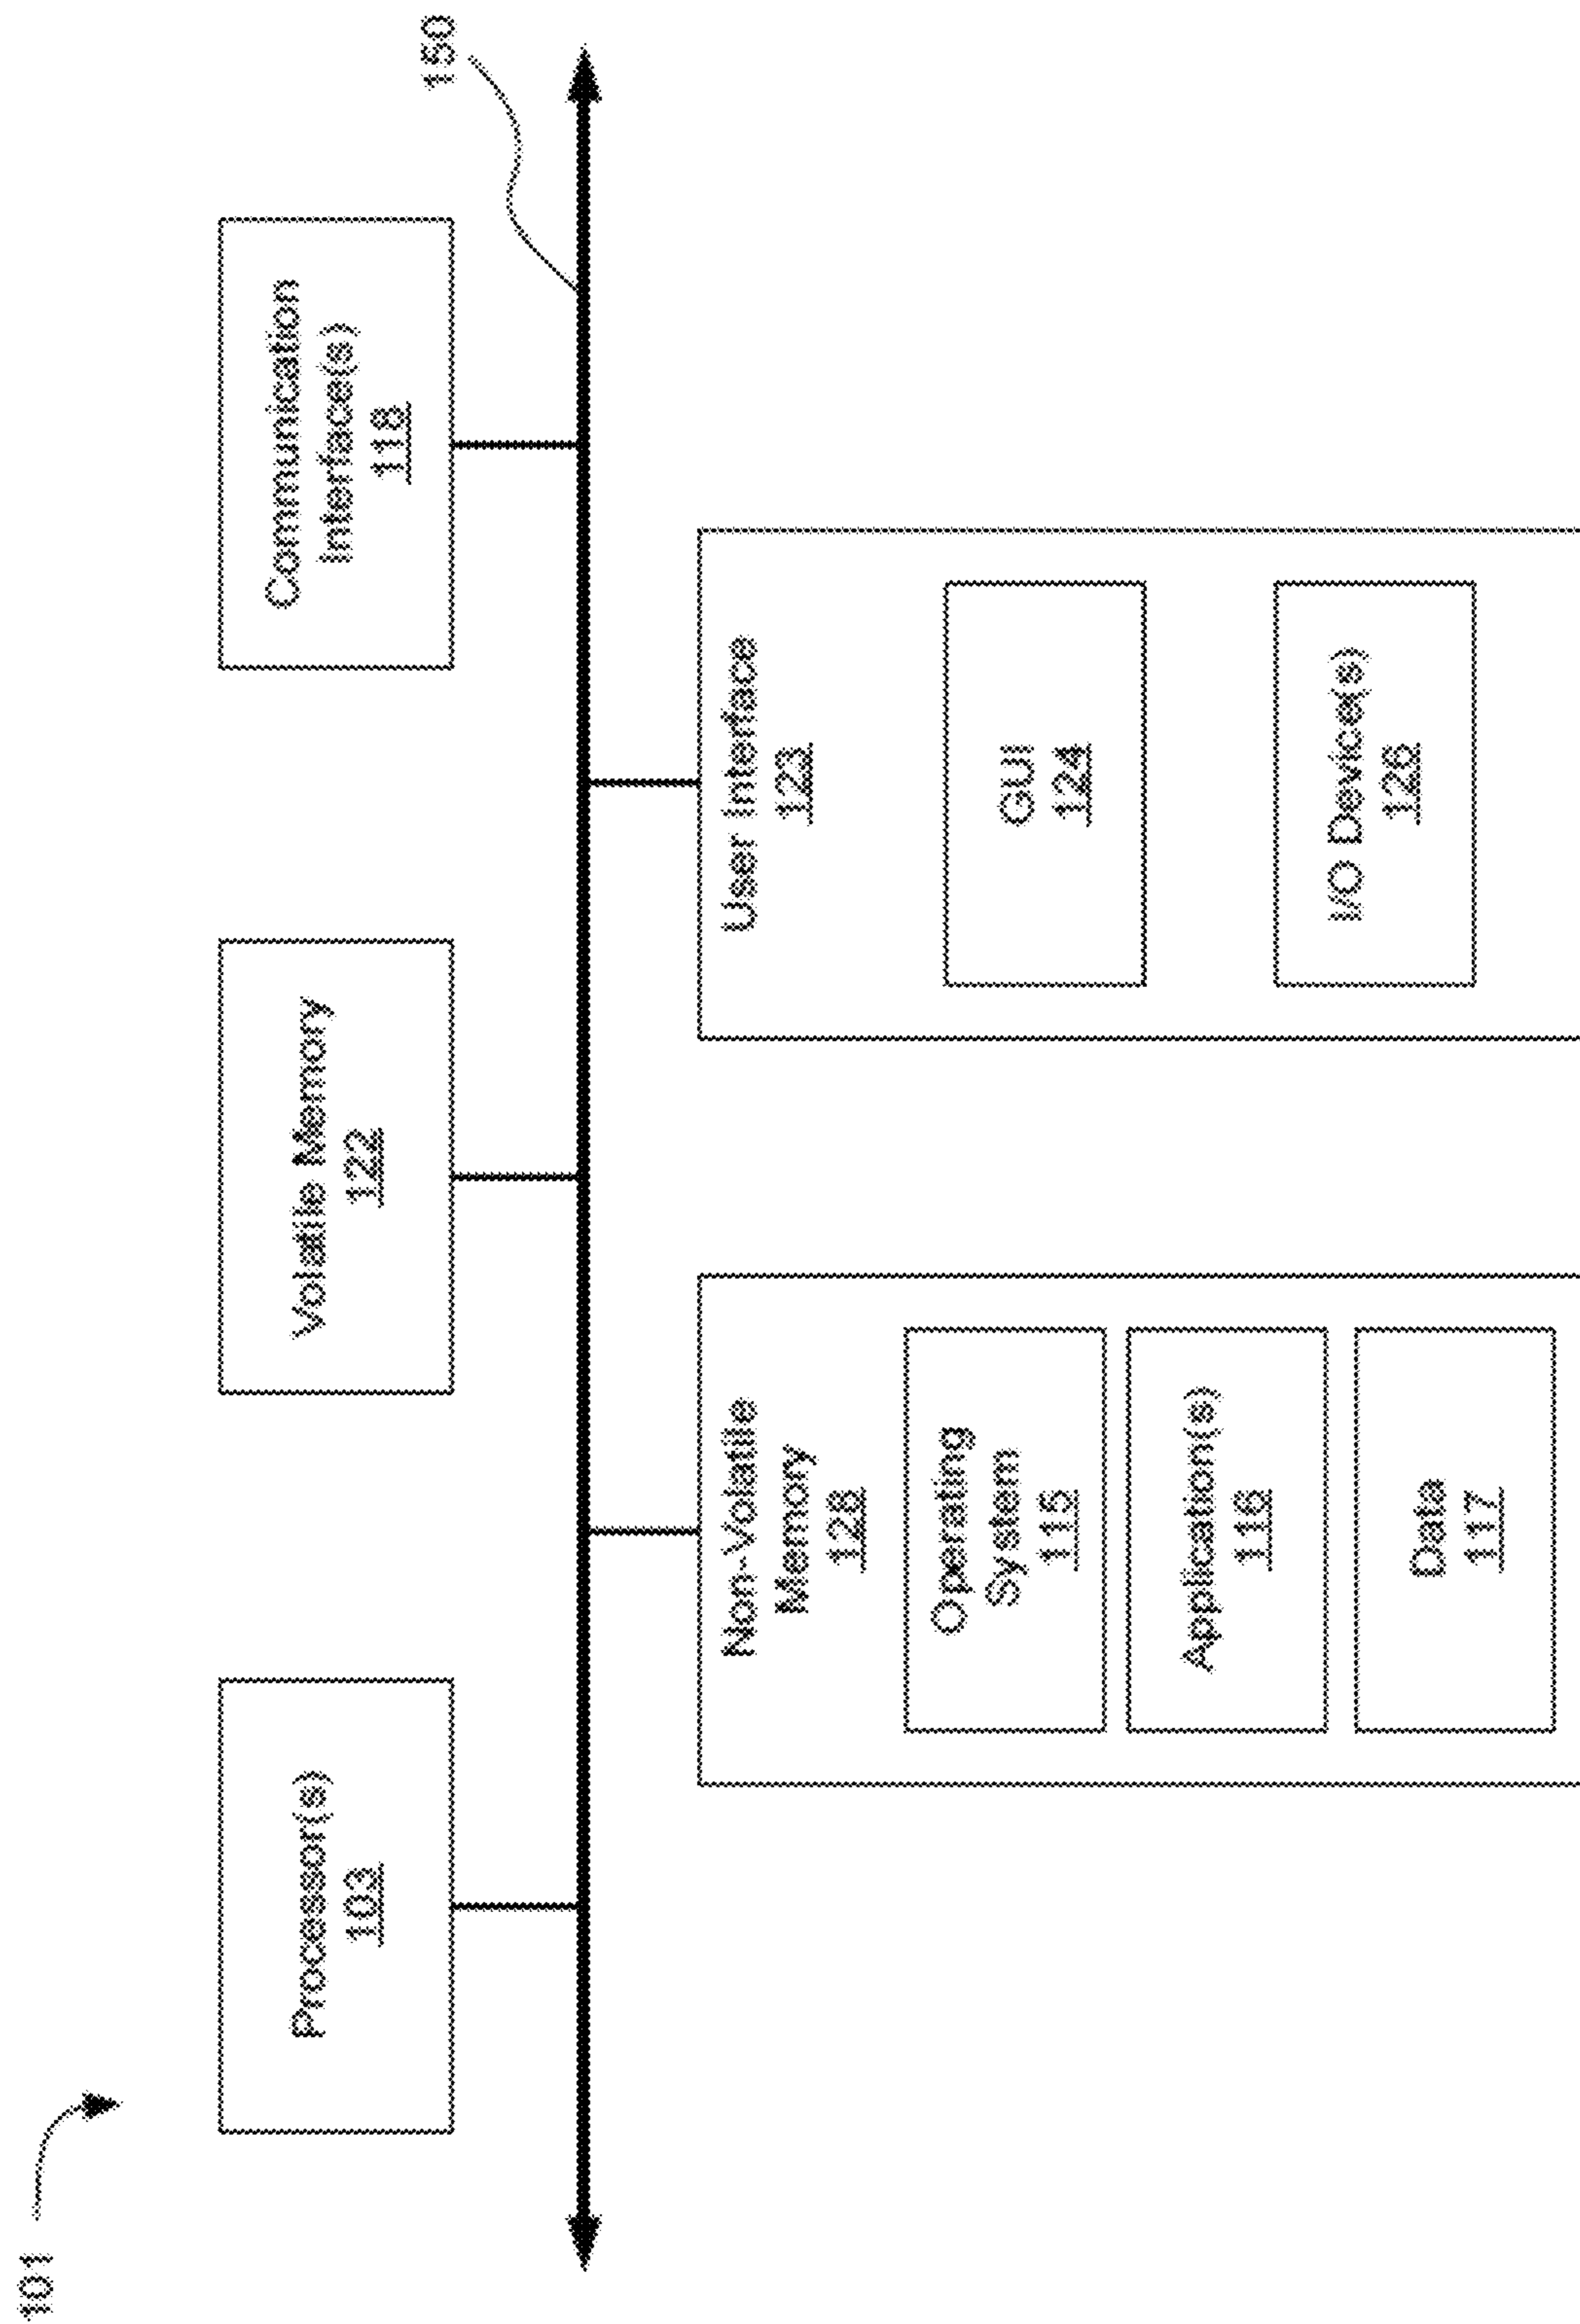 101
Processor(s)
103
Volatile Memory
122
Communication
Interface(s)
118
150
Non-Volatile
Memory
128
Operating
System
115
Application(s)
116
Data
117
User Interface
123
GUI
124
I/O Device(s)
126